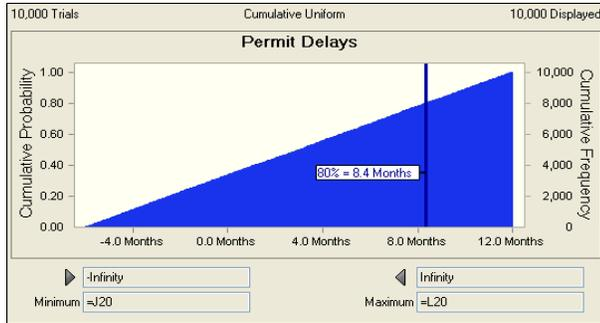 10,000 Trials Cumulative Uniform 10,000 Displayed
Permit Delays
Cumulative Probability
1.00
0.80
0.60
0.40
0.20
0.00
80% = 8.4 Months
10,000
8,000
6,000
4,000
2,000
0
Cumulative Frequency
-4.0 Months 0.0 Months 4.0 Months 8.0 Months 12.0 Months
-Infinity Infinity
Minimum =J20 Maximum =L20